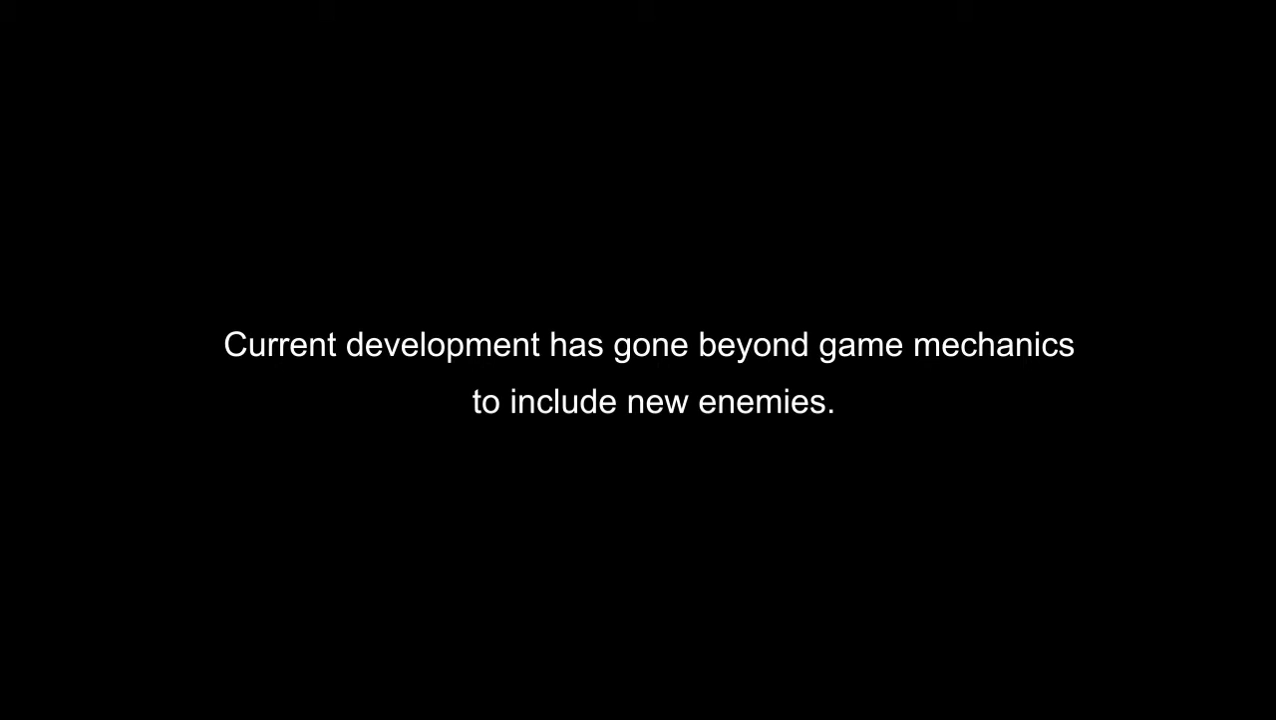 Current development has gone beyond game mechanics
to include new enemies.